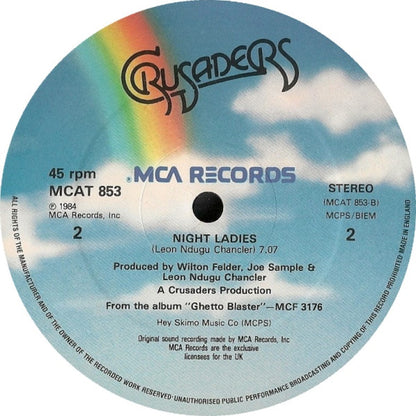 CRUSADERS
45 rpm
MCAT 853
℗ 1984
MCA Records, Inc
2
MCA RECORDS
STEREO
(MCAT 853-B)
MCPS/BIEM
2
NIGHT LADIES
(Leon Ndugu Chancler) 7.07
Produced by Wilton Felder, Joe Sample &
Leon Ndugu Chancler
A Crusaders Production
From the album "Ghetto Blaster"—MCF 3176
Hey Skimo Music Co (MCPS)
Original sound recording made by MCA Records, Inc
MCA Records are the exclusive
licensees for the UK
ALL RIGHTS OF THE MANUFACTURER AND OF THE OWNER OF THE RECORDED WORK RESERVED·UNAUTHORISED PUBLIC PERFORMANCE BROADCASTING AND COPYING OF THIS RECORD PROHIBITED MADE IN ENGLAND